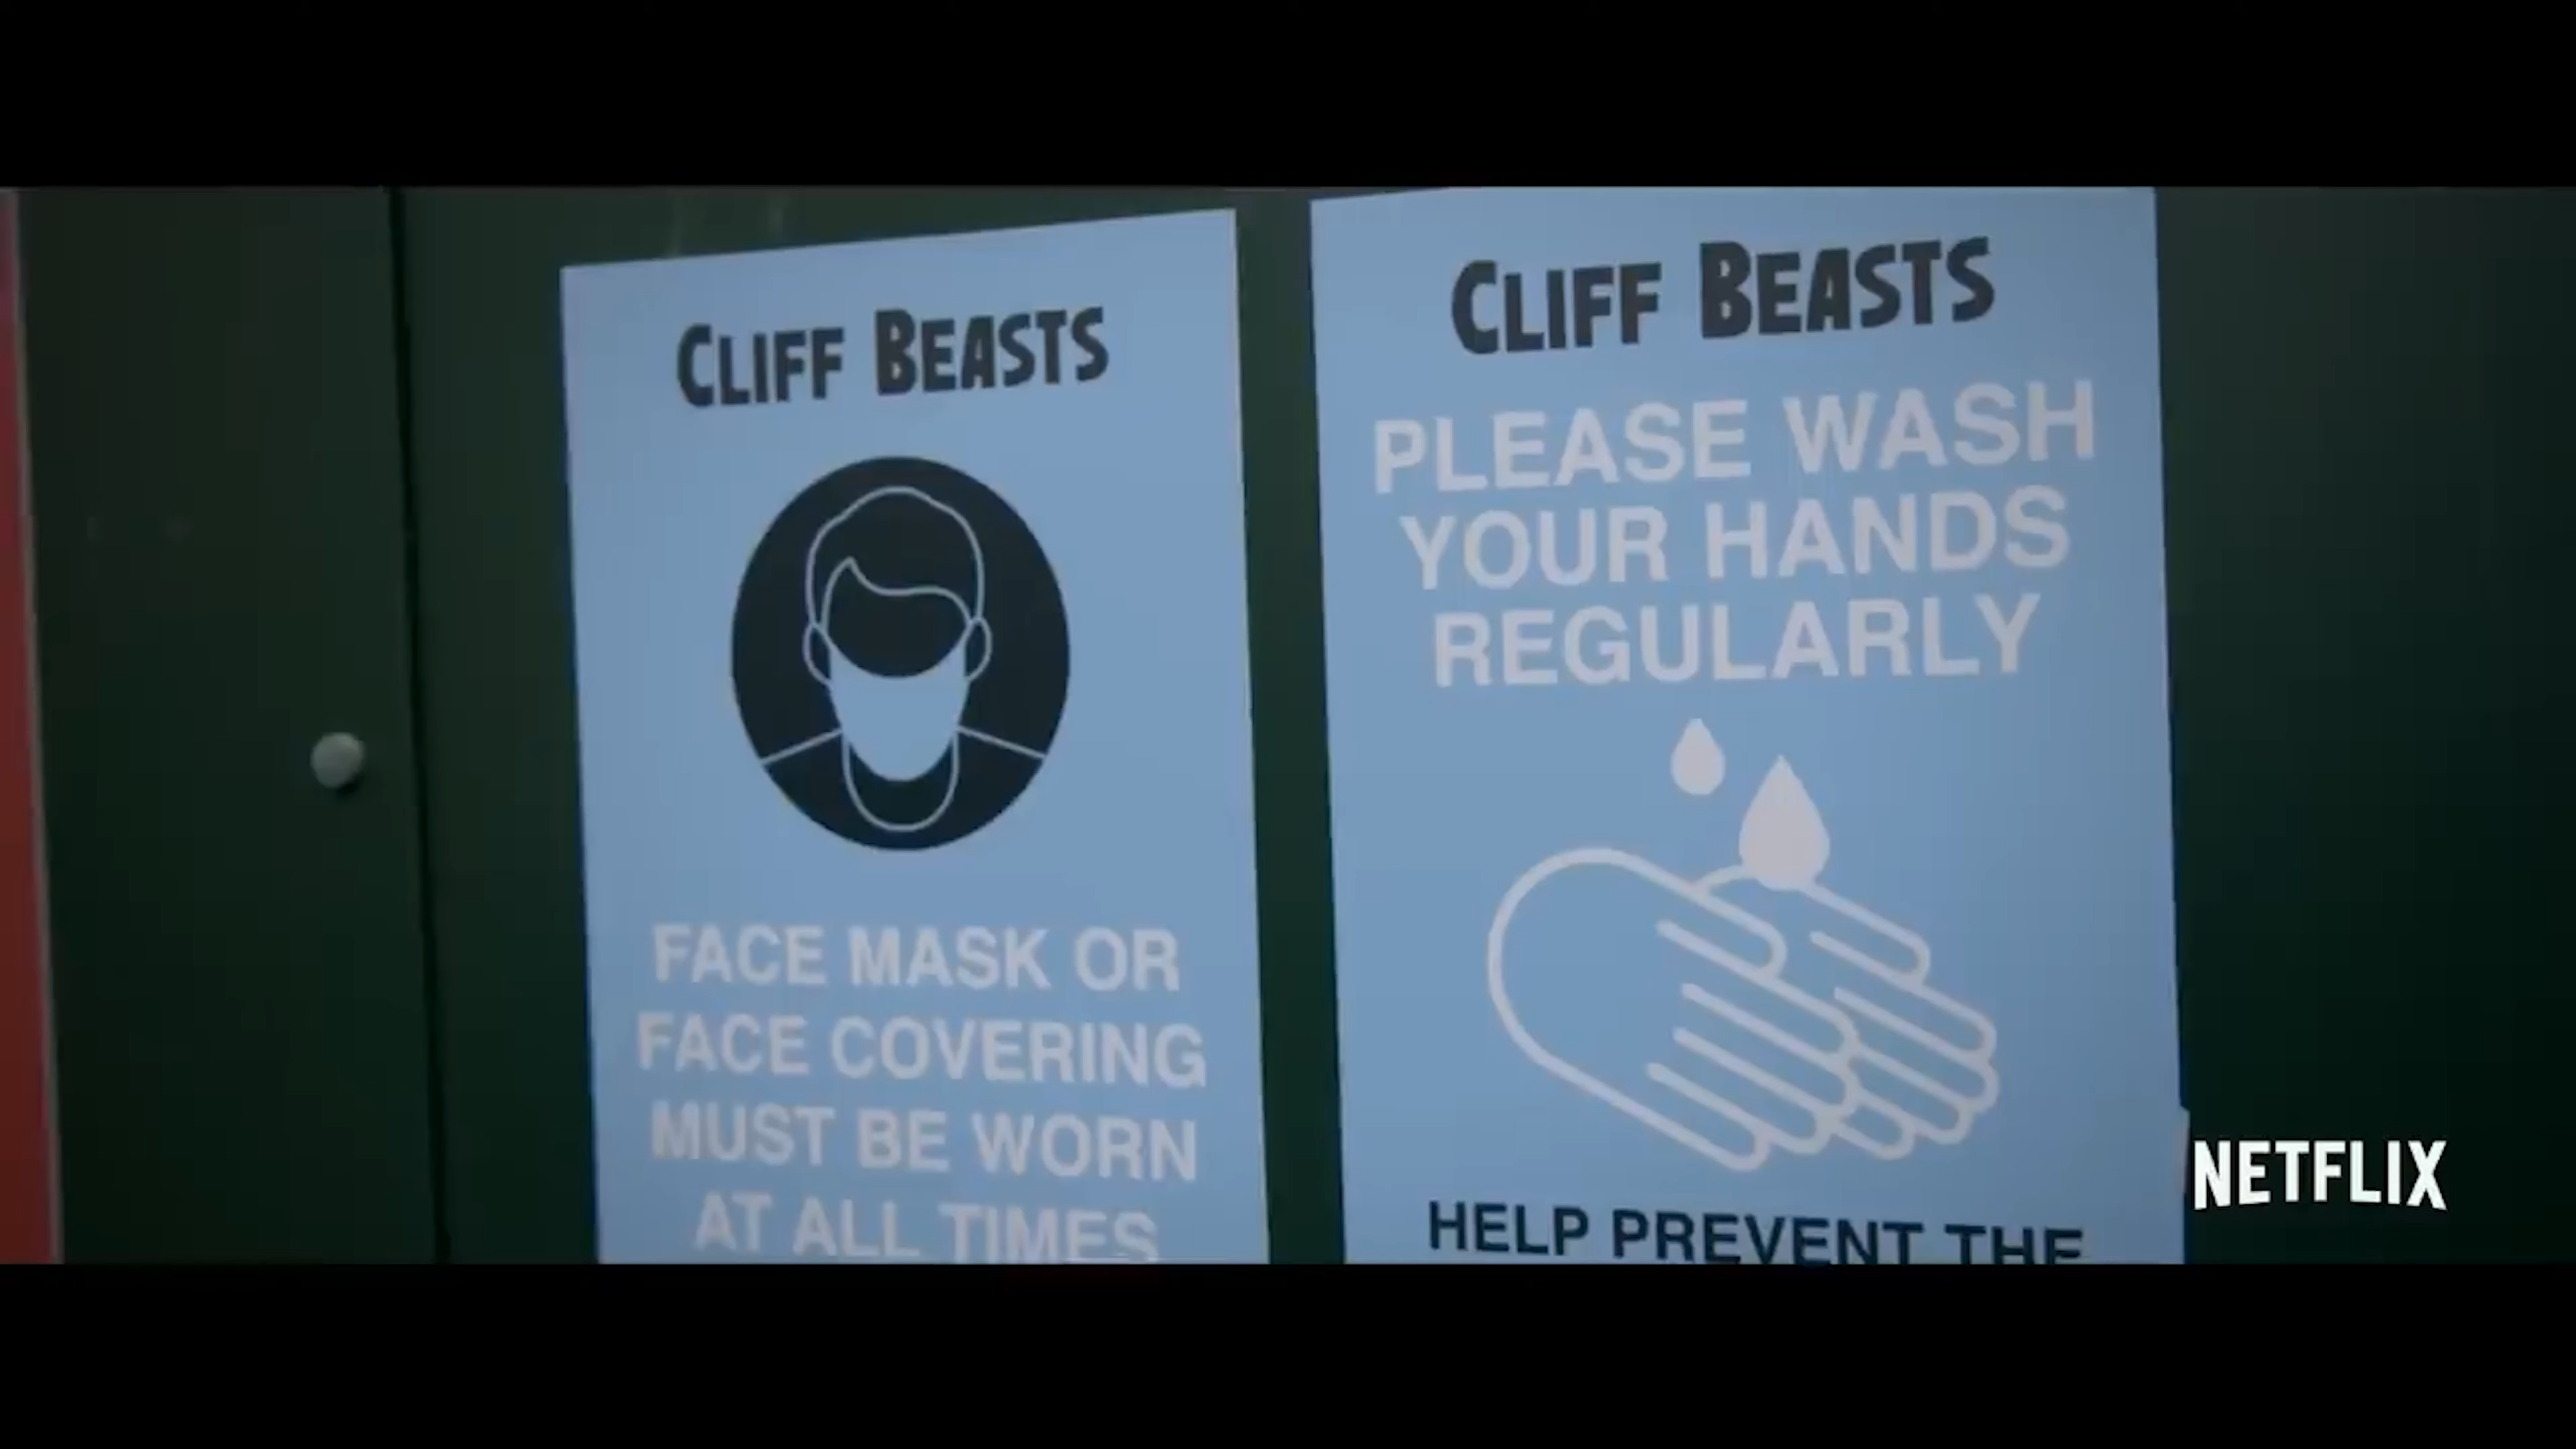 CLIFF BEASTS
FACE MASK OR
FACE COVERING
MUST BE WORN
AT ALL TIMES
CLIFF BEASTS
PLEASE WASH
YOUR HANDS
REGULARLY
HELP PREVENT THE
NETFLIX